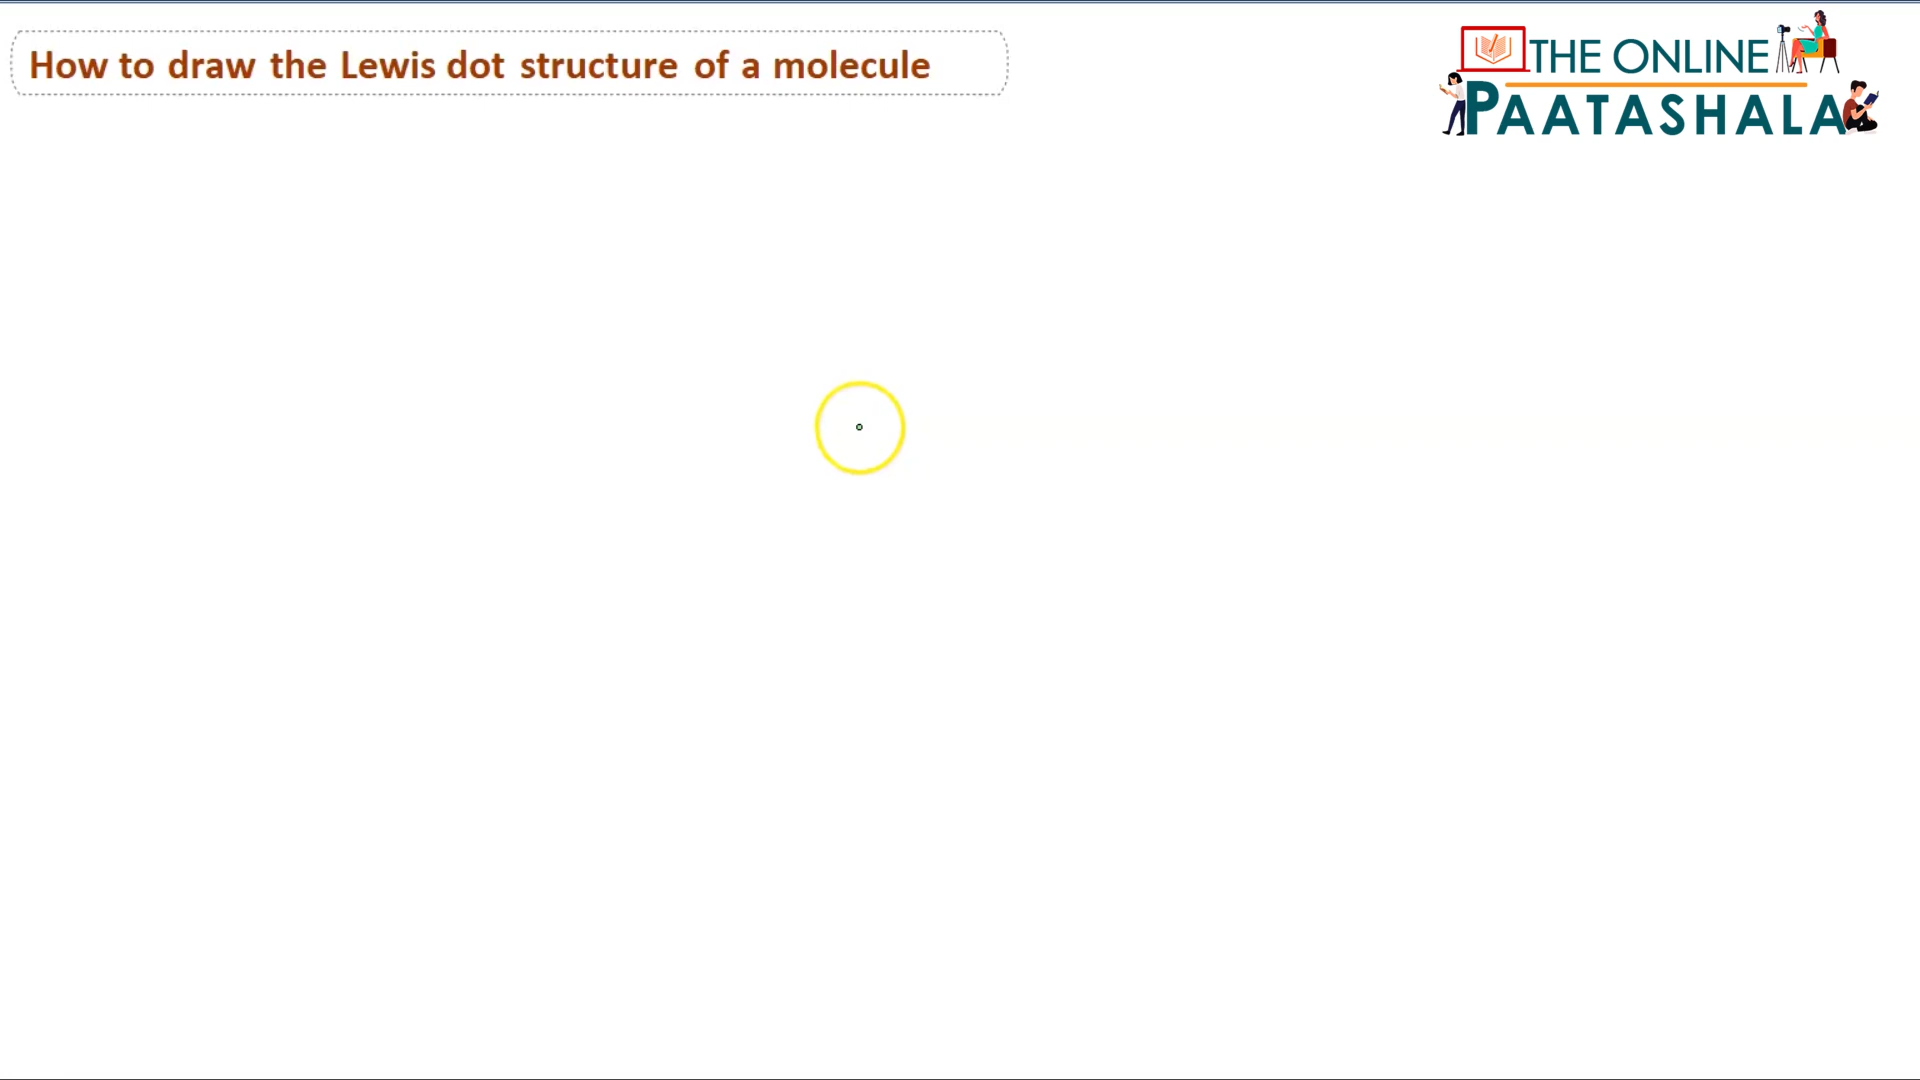 How to draw the Lewis dot structure of a molecule
THE ONLINE
PAATASHALA